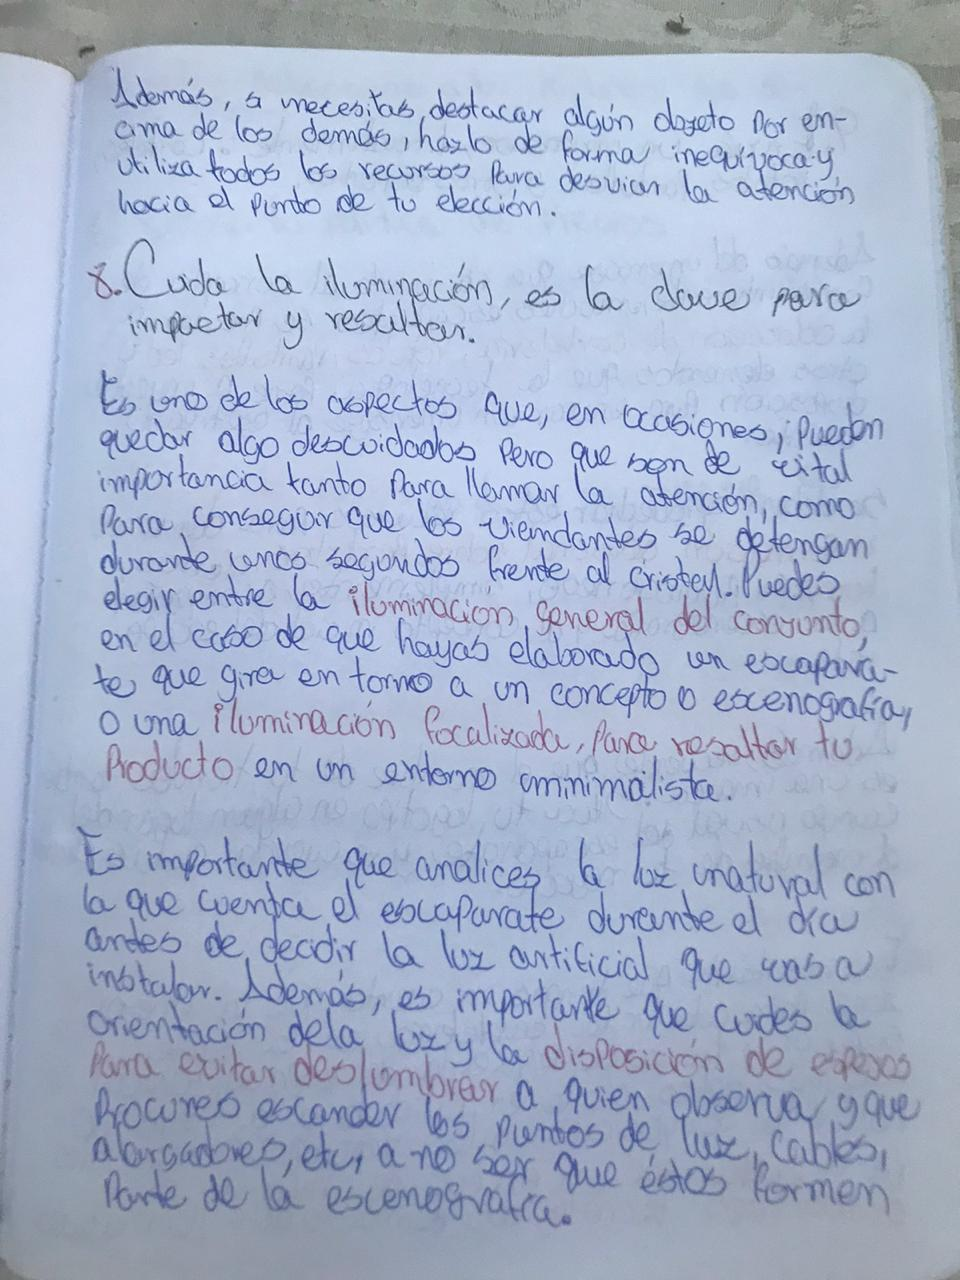 Además, si necesitas destacar algún objeto por en-
cima de los demás, hazlo de forma inequívoca y
utiliza todos los recursos para desvian la atención
hacia el punto de tu elección.
8. Cuida la iluminación, es la clave para
impactar y resaltar.
Es uno de los aspectos que, en ocasiones, pueden
quedar algo descuidados pero que son de vital
importancia tanto para llamar la atención, como
para conseguir que los viandantes se detengan
durante unos segundos frente al cristal. Puedes
elegir entre la iluminación general del conjunto,
en el caso de que hayas elaborado un escapara-
te que gira en torno a un concepto o escenografía,
o una iluminación focalizada, para resaltar tu
producto en un entorno minimalista.
Es importante que analices la luz natural con
la que cuenta el escaparate durante el día
antes de decidir la luz artificial que vas a
instalar. Además, es importante que cuides la
orientación de la luz y la disposición de espejos
para evitar deslumbrar a quien observa y que
procures esconder los puntos de luz, cables,
alargadores, etc, a no ser que éstos formen
parte de la escenografía.